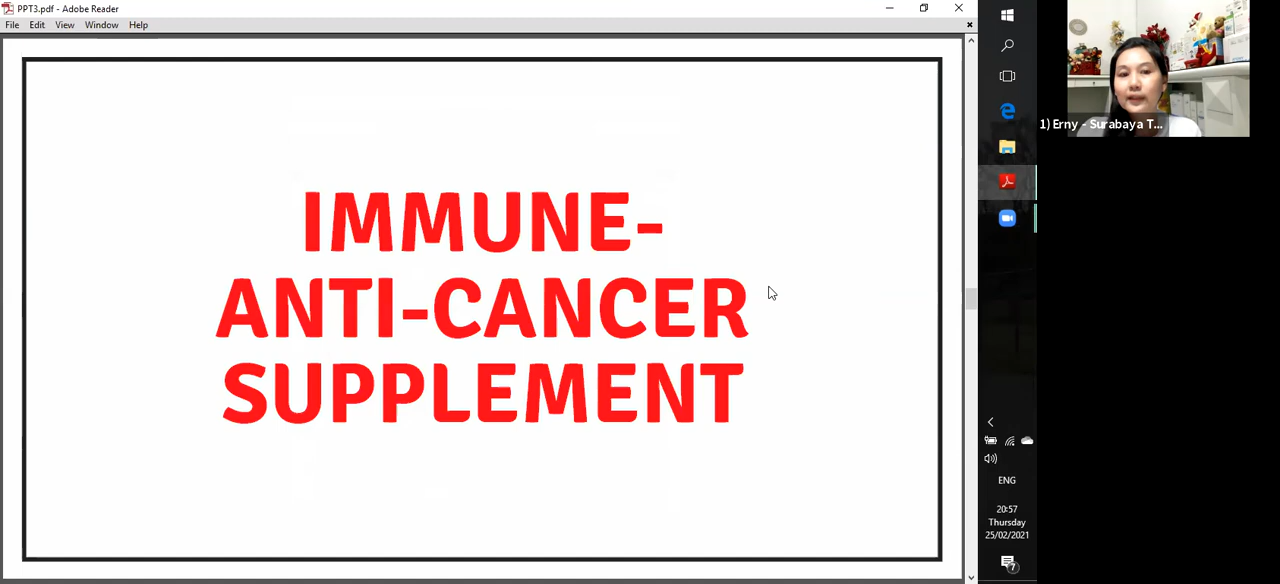 PPT3.pdf - Adobe Reader
File Edit View Window Help
IMMUNE-
ANTI-CANCER
SUPPLEMENT
1) Erny - Surabaya T...
ENG
20:57
Thursday
25/02/2021
7